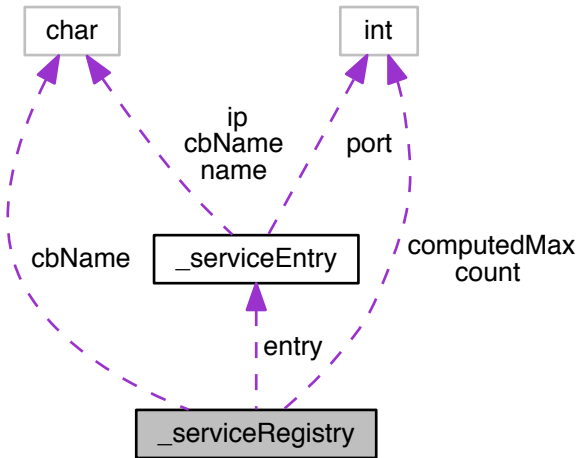 char
int
ip
cbName
name
port
_serviceEntry
cbName
computedMax
count
entry
_serviceRegistry